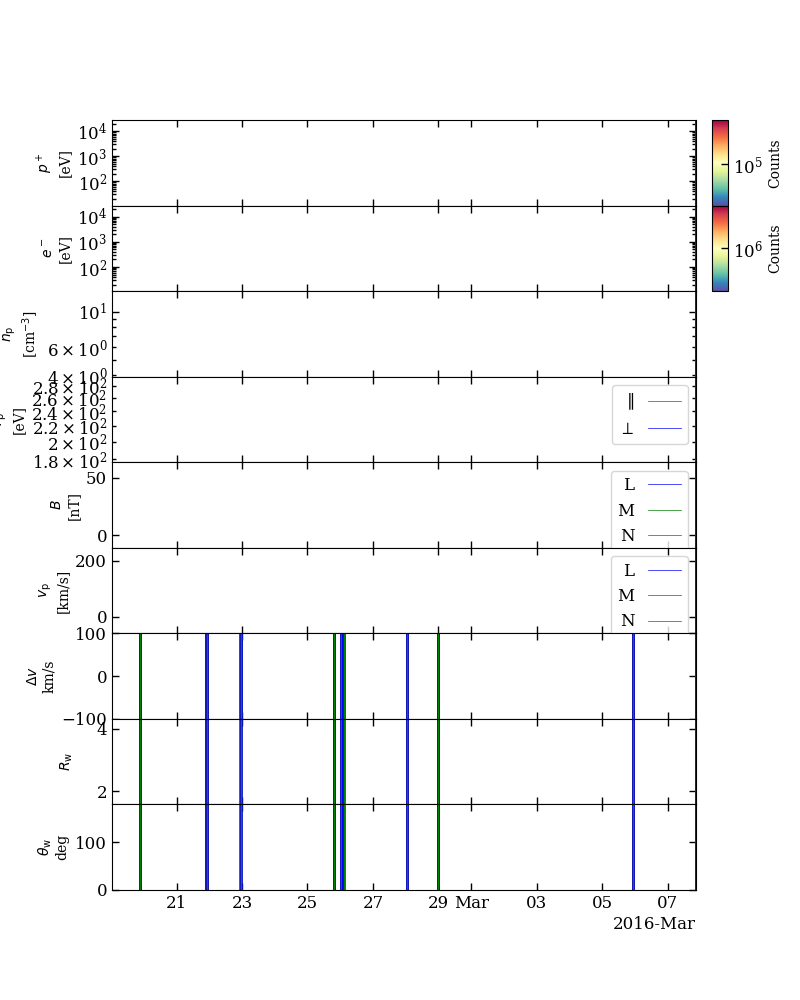 p⁺
[eV]
10⁴
10³
10²
10⁵
Counts
e⁻
[eV]
10⁴
10³
10²
10⁶
Counts
nₚ
[cm⁻³]
10¹
6 × 10⁰
4 × 10⁰
[eV]
2.8 × 10²
2.6 × 10²
2.4 × 10²
2.2 × 10²
2 × 10²
1.8 × 10²
∥
⊥
B
[nT]
50
0
L
M
N
vₚ
[km/s]
200
0
L
M
N
Δv
km/s
100
0
−100
R_w
4
2
θ_w
deg
100
0
21 23 25 27 29 Mar 03 05 07
2016-Mar